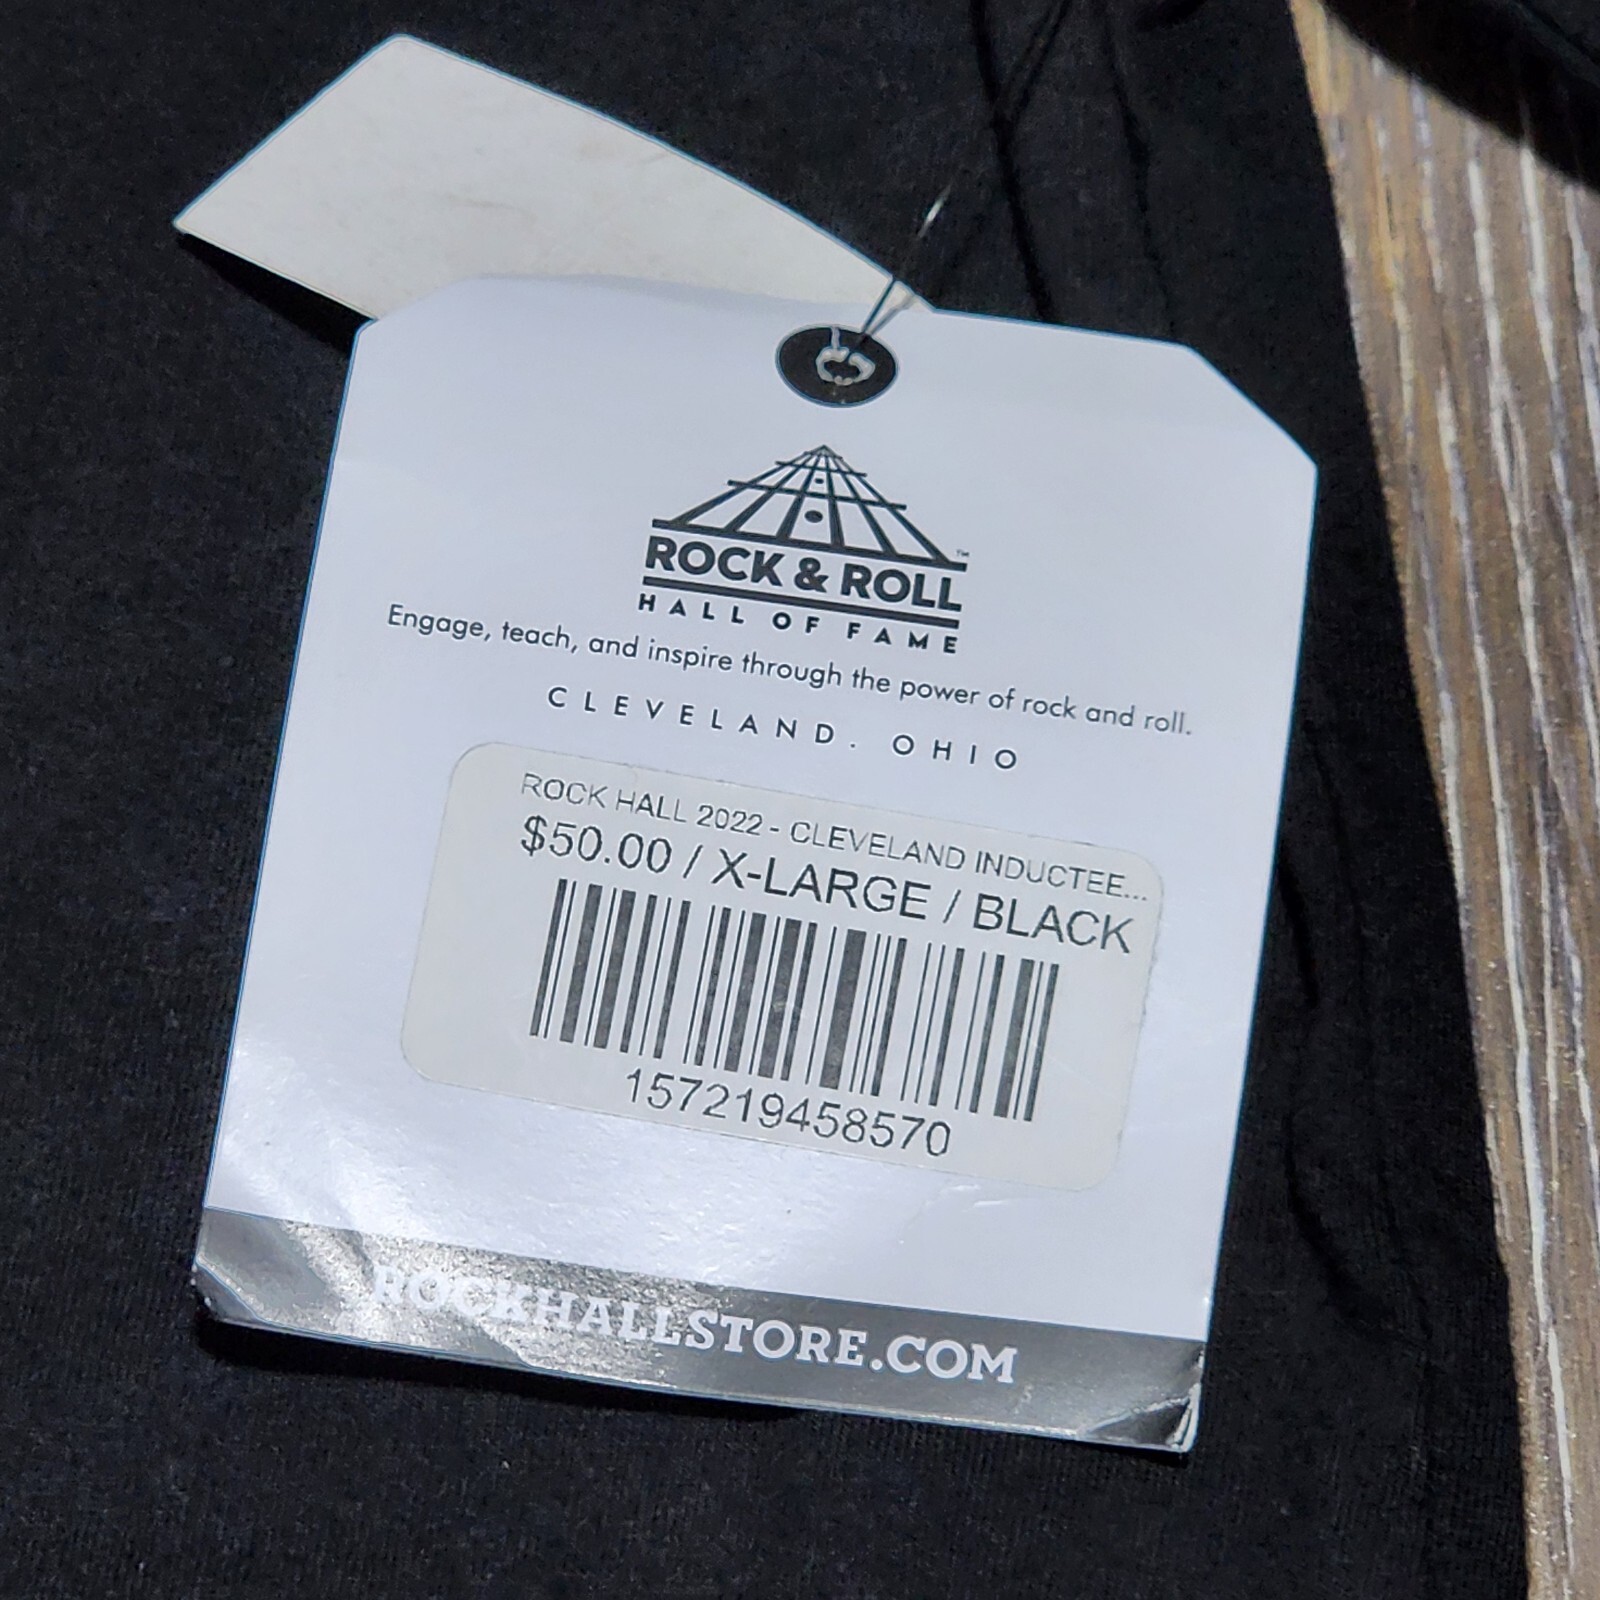 ROCK & ROLL ™
HALL OF FAME
Engage, teach, and inspire through the power of rock and roll.
CLEVELAND. OHIO
ROCK HALL 2022 - CLEVELAND INDUCTEE...
$50.00 / X-LARGE / BLACK
157219458570
ROCKHALLSTORE.COM